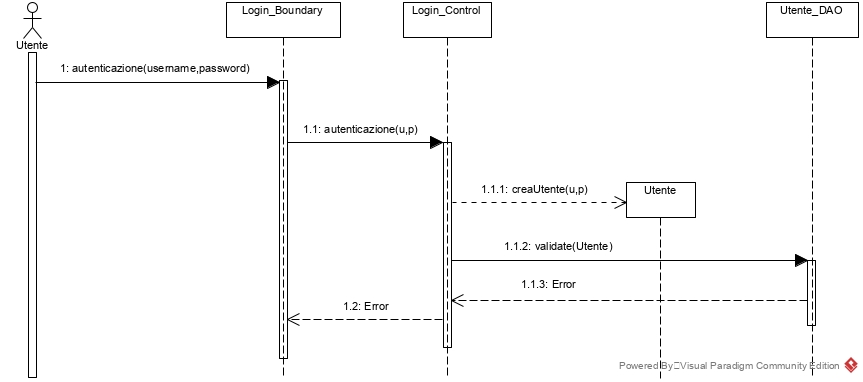 Login_Boundary
Login_Control
Utente_DAO
Utente
1: autenticazione(username,password)
1.1: autenticazione(u,p)
1.1.1: creaUtente(u,p)
Utente
1.1.2: validate(Utente)
1.1.3: Error
1.2: Error
Powered By Visual Paradigm Community Edition